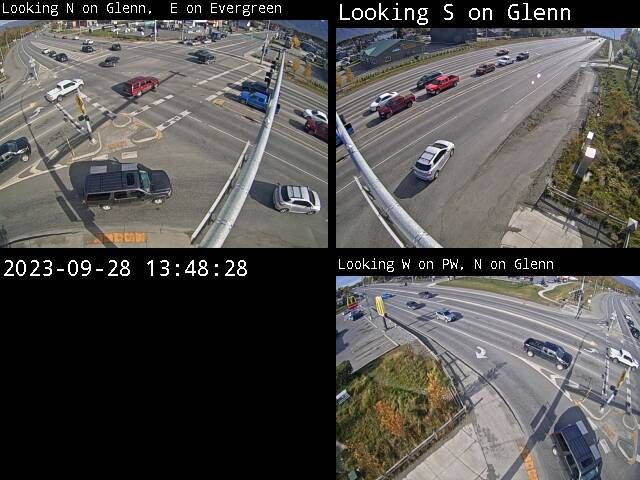 Looking N on Glenn,  E on Evergreen
Looking S on Glenn
2023-09-28 13:48:28
Looking W on PW, N on Glenn